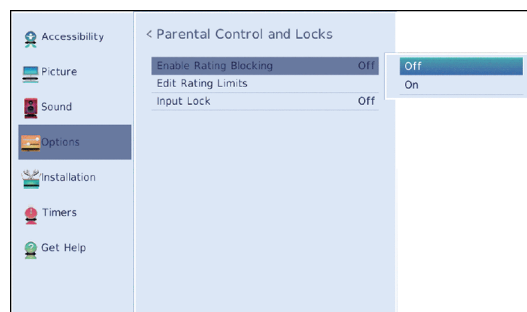 Accessibility
Picture
Sound
Options
Installation
Timers
Get Help
< Parental Control and Locks
Enable Rating Blocking Off
Edit Rating Limits
Input Lock Off
Off
On